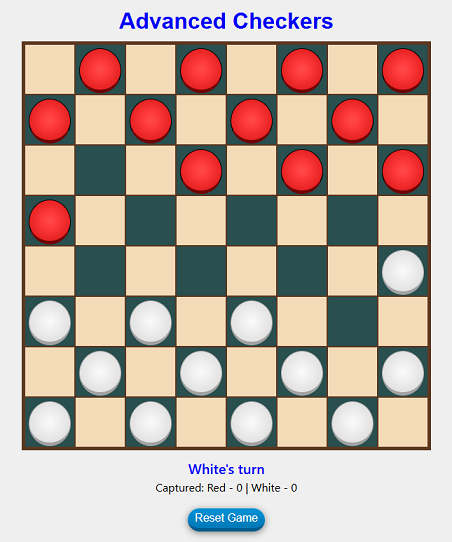 Advanced Checkers
White's turn
Captured: Red - 0 | White - 0
Reset Game